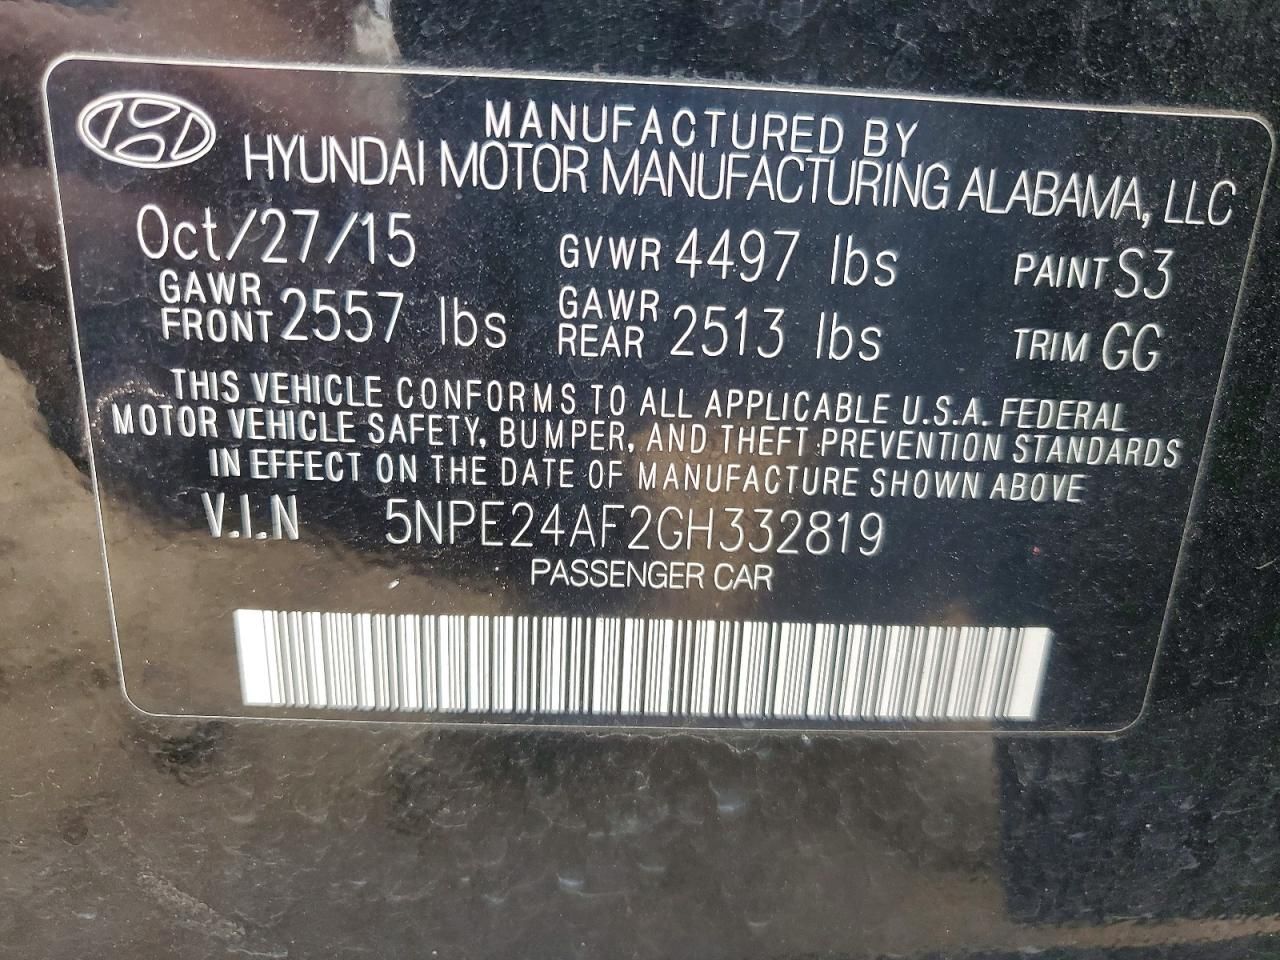 MANUFACTURED BY
HYUNDAI MOTOR MANUFACTURING ALABAMA, LLC
Oct/27/15 GVWR 4497 lbs PAINT S3
GAWR FRONT 2557 lbs GAWR REAR 2513 lbs TRIM GG
THIS VEHICLE CONFORMS TO ALL APPLICABLE U.S.A. FEDERAL
MOTOR VEHICLE SAFETY, BUMPER, AND THEFT PREVENTION STANDARDS
IN EFFECT ON THE DATE OF MANUFACTURE SHOWN ABOVE
V.I.N 5NPE24AF2GH332819
PASSENGER CAR